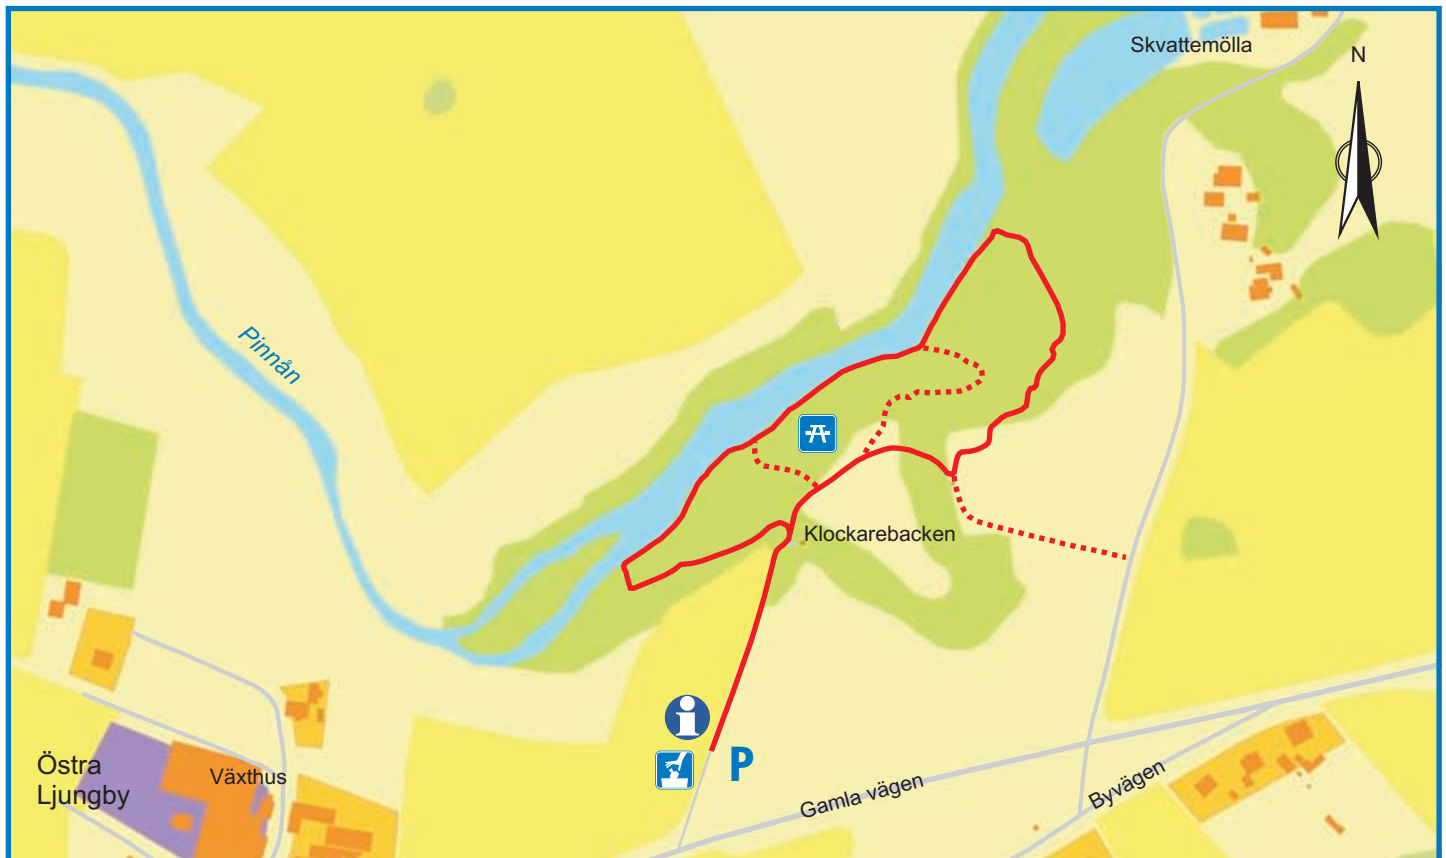 Skvattemölla
N
Pinnån
Klockarebacken
i
P
Östra
Ljungby
Växthus
Gamla vägen
Byvägen